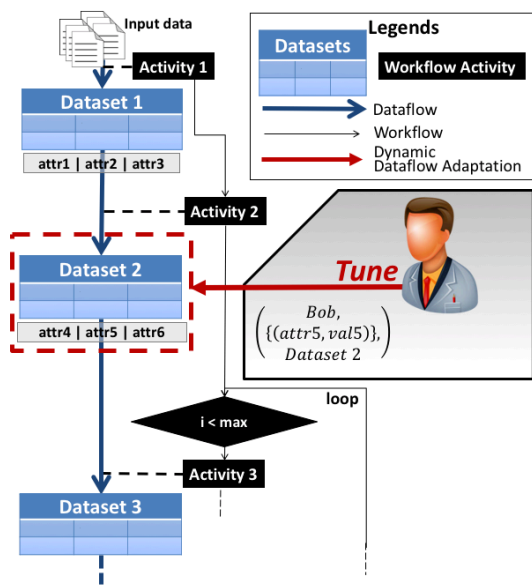 Input data
Activity 1
Dataset 1
attr1 | attr2 | attr3
Activity 2
Dataset 2
attr4 | attr5 | attr6
Legends
Datasets
Workflow Activity
Dataflow
Workflow
Dynamic
Dataflow Adaptation
Tune
Bob,
{(attr5, val5)},
Dataset 2
loop
i < max
Activity 3
Dataset 3